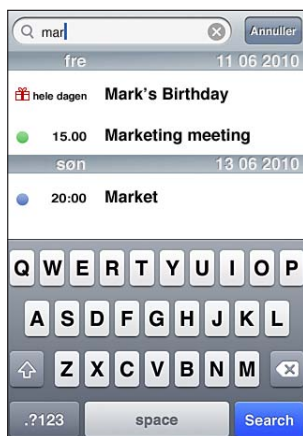 mar Annuller
fre 11 06 2010
hele dagen Mark's Birthday
15.00 Marketing meeting
søn 13 06 2010
20:00 Market
Q W E R T Y U I O P
A S D F G H J K L
Z X C V B N M
.?123 space Search